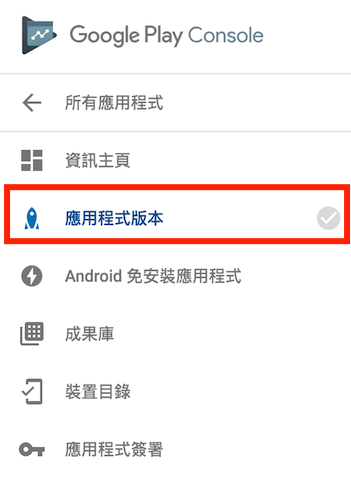 Google Play Console
所有應用程式
資訊主頁
應用程式版本
Android 免安裝應用程式
成果庫
裝置目錄
應用程式簽署